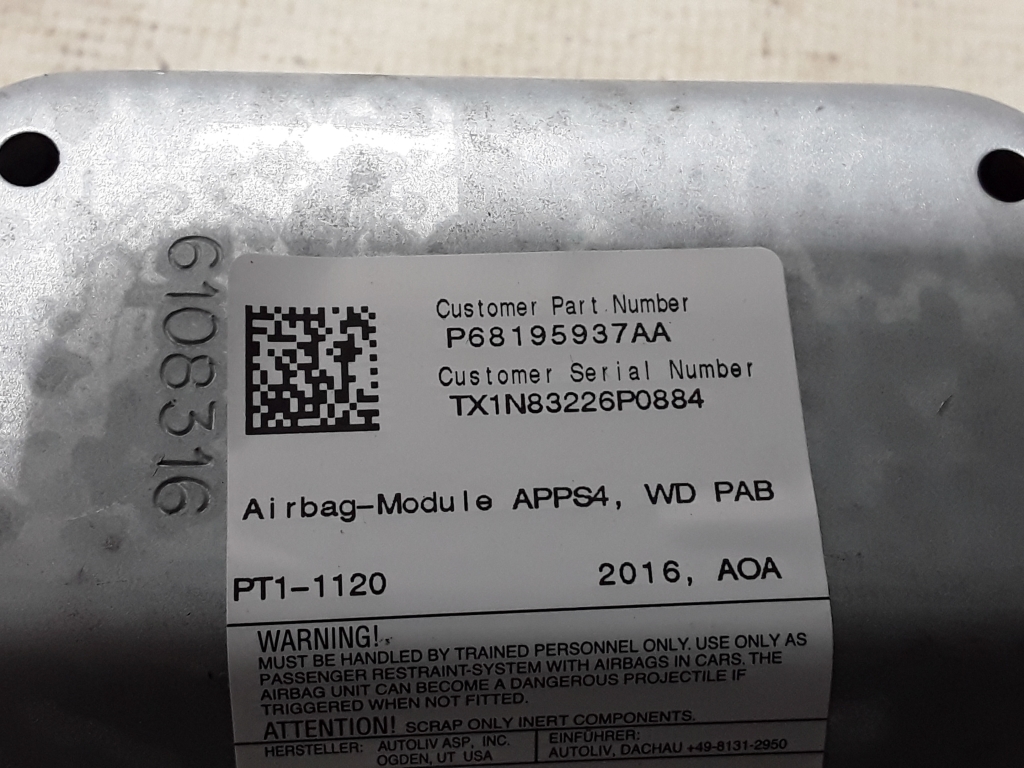 6108316
Customer Part Number
P68195937AA
Customer Serial Number
TX1N83226P0884
Airbag-Module APPS4, WD PAB
PT1-1120 2016, AOA
WARNING!
MUST BE HANDLED BY TRAINED PERSONNEL ONLY. USE ONLY AS
PASSENGER RESTRAINT-SYSTEM WITH AIRBAGS IN CARS. THE
AIRBAG UNIT CAN BECOME A DANGEROUS PROJECTILE IF
TRIGGERED WHEN NOT FITTED.
ATTENTION! SCRAP ONLY INERT COMPONENTS.
HERSTELLER: AUTOLIV ASP, INC.
OGDEN, UT USA
EINFÜHRER:
AUTOLIV, DACHAU +49-8131-2950